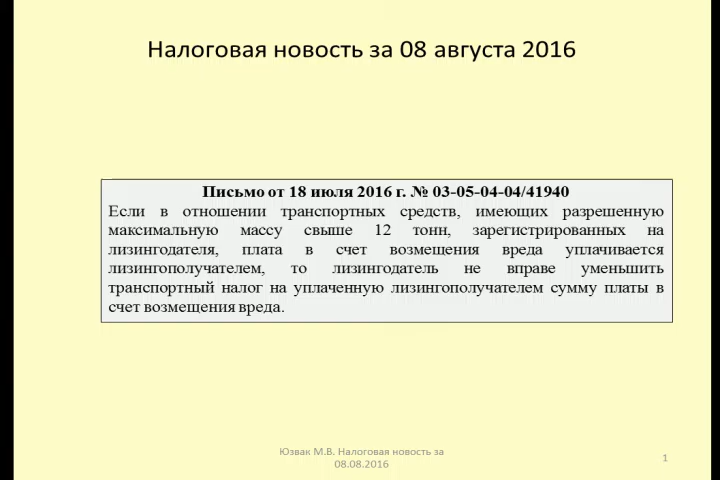 Налоговая новость за 08 августа 2016
Письмо от 18 июля 2016 г. № 03-05-04-04/41940
Если в отношении транспортных средств, имеющих разрешенную
максимальную массу свыше 12 тонн, зарегистрированных на
лизингодателя, плата в счет возмещения вреда уплачивается
лизингополучателем, то лизингодатель не вправе уменьшить
транспортный налог на уплаченную лизингополучателем сумму платы в
счет возмещения вреда.
Юзвак М.В. Налоговая новость за
08.08.2016
1